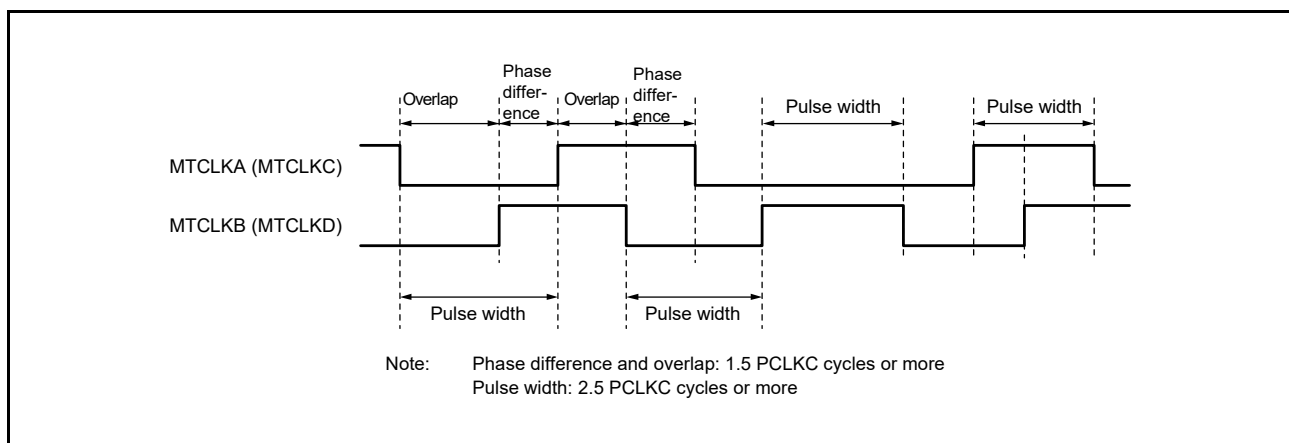 Overlap
Phase
differ-
ence
Overlap
Phase
differ-
ence
Pulse width
Pulse width
MTCLKA (MTCLKC)
MTCLKB (MTCLKD)
Pulse width
Pulse width
Note: Phase difference and overlap: 1.5 PCLKC cycles or more
Pulse width: 2.5 PCLKC cycles or more